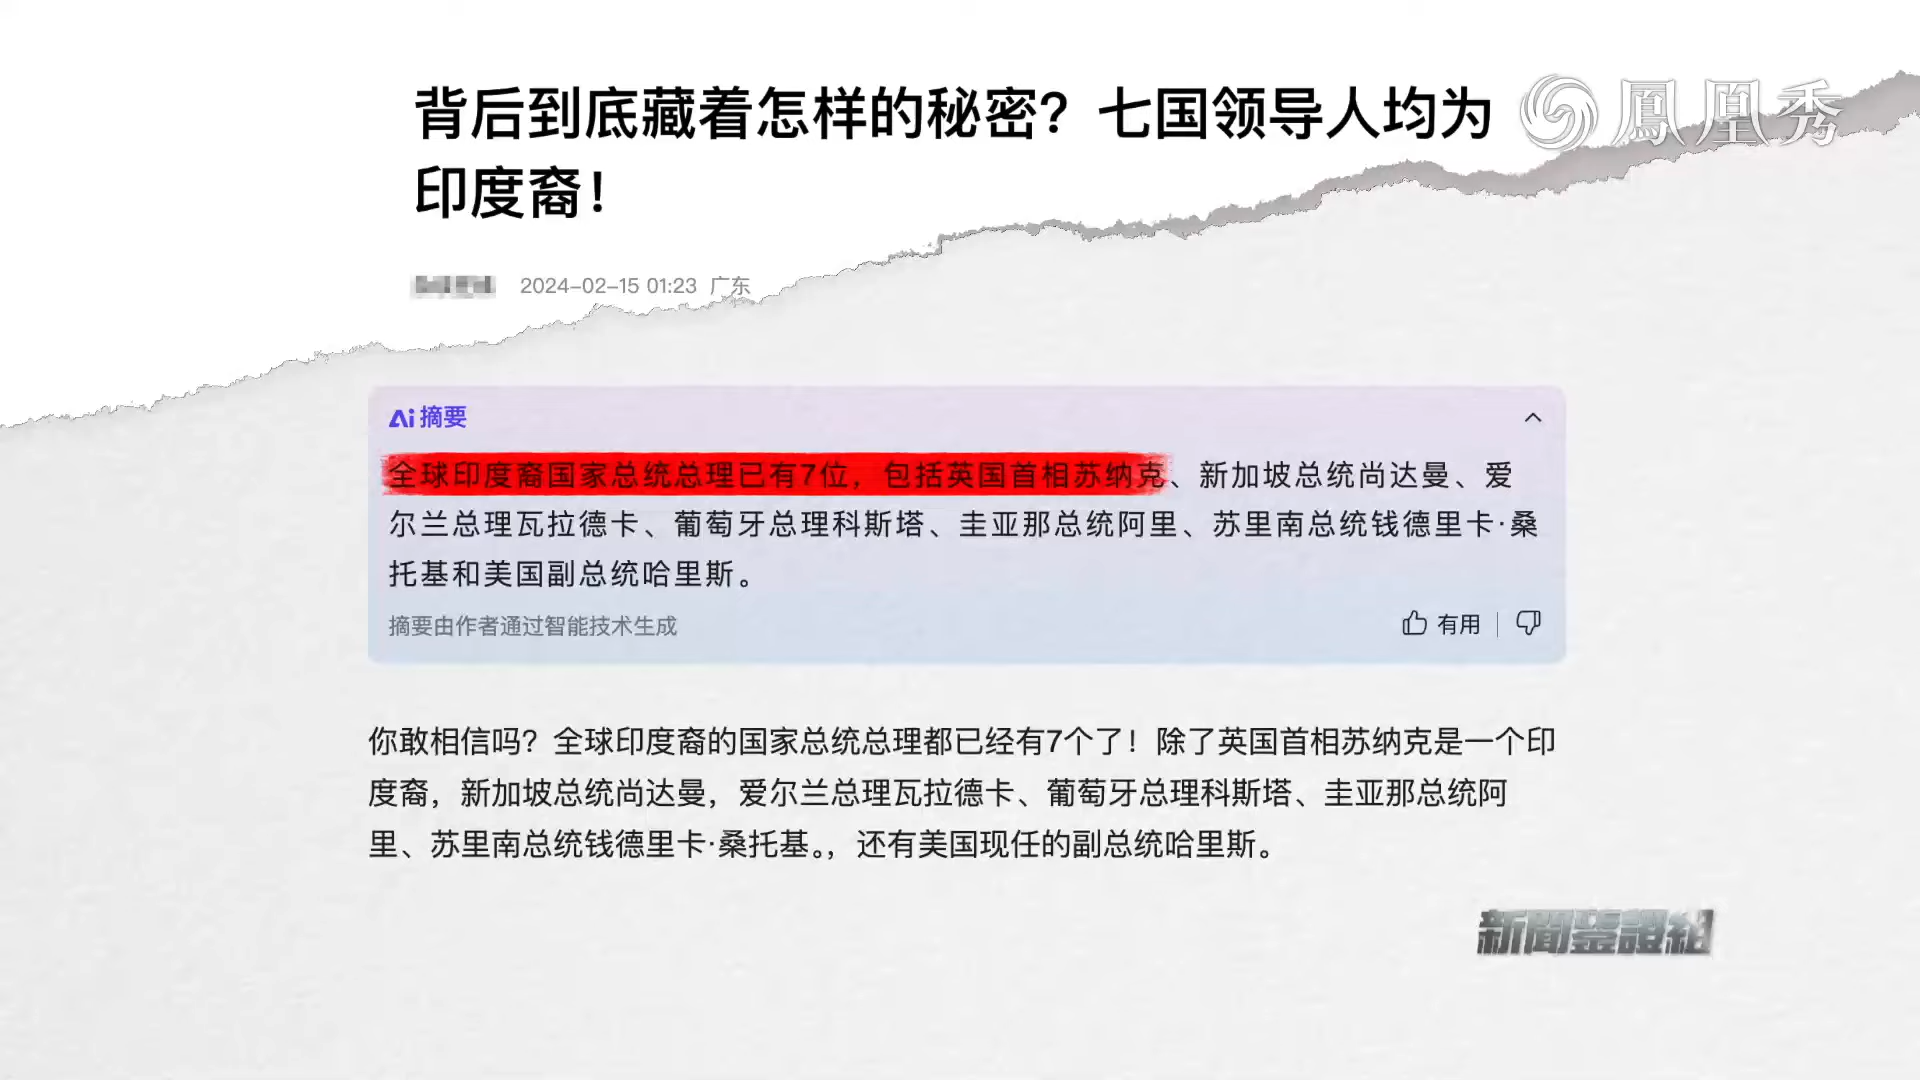 背后到底藏着怎样的秘密？七国领导人均为
印度裔！
鳳凰秀
2024-02-15 01:23 广东
Ai 摘要
全球印度裔国家总统总理已有7位，包括英国首相苏纳克、新加坡总统尚达曼、爱
尔兰总理瓦拉德卡、葡萄牙总理科斯塔、圭亚那总统阿里、苏里南总统钱德里卡·桑
托基和美国副总统哈里斯。
摘要由作者通过智能技术生成
有用
你敢相信吗？全球印度裔的国家总统总理都已经有7个了！除了英国首相苏纳克是一个印
度裔，新加坡总统尚达曼，爱尔兰总理瓦拉德卡、葡萄牙总理科斯塔、圭亚那总统阿
里、苏里南总统钱德里卡·桑托基。，还有美国现任的副总统哈里斯。
新聞鑒證組